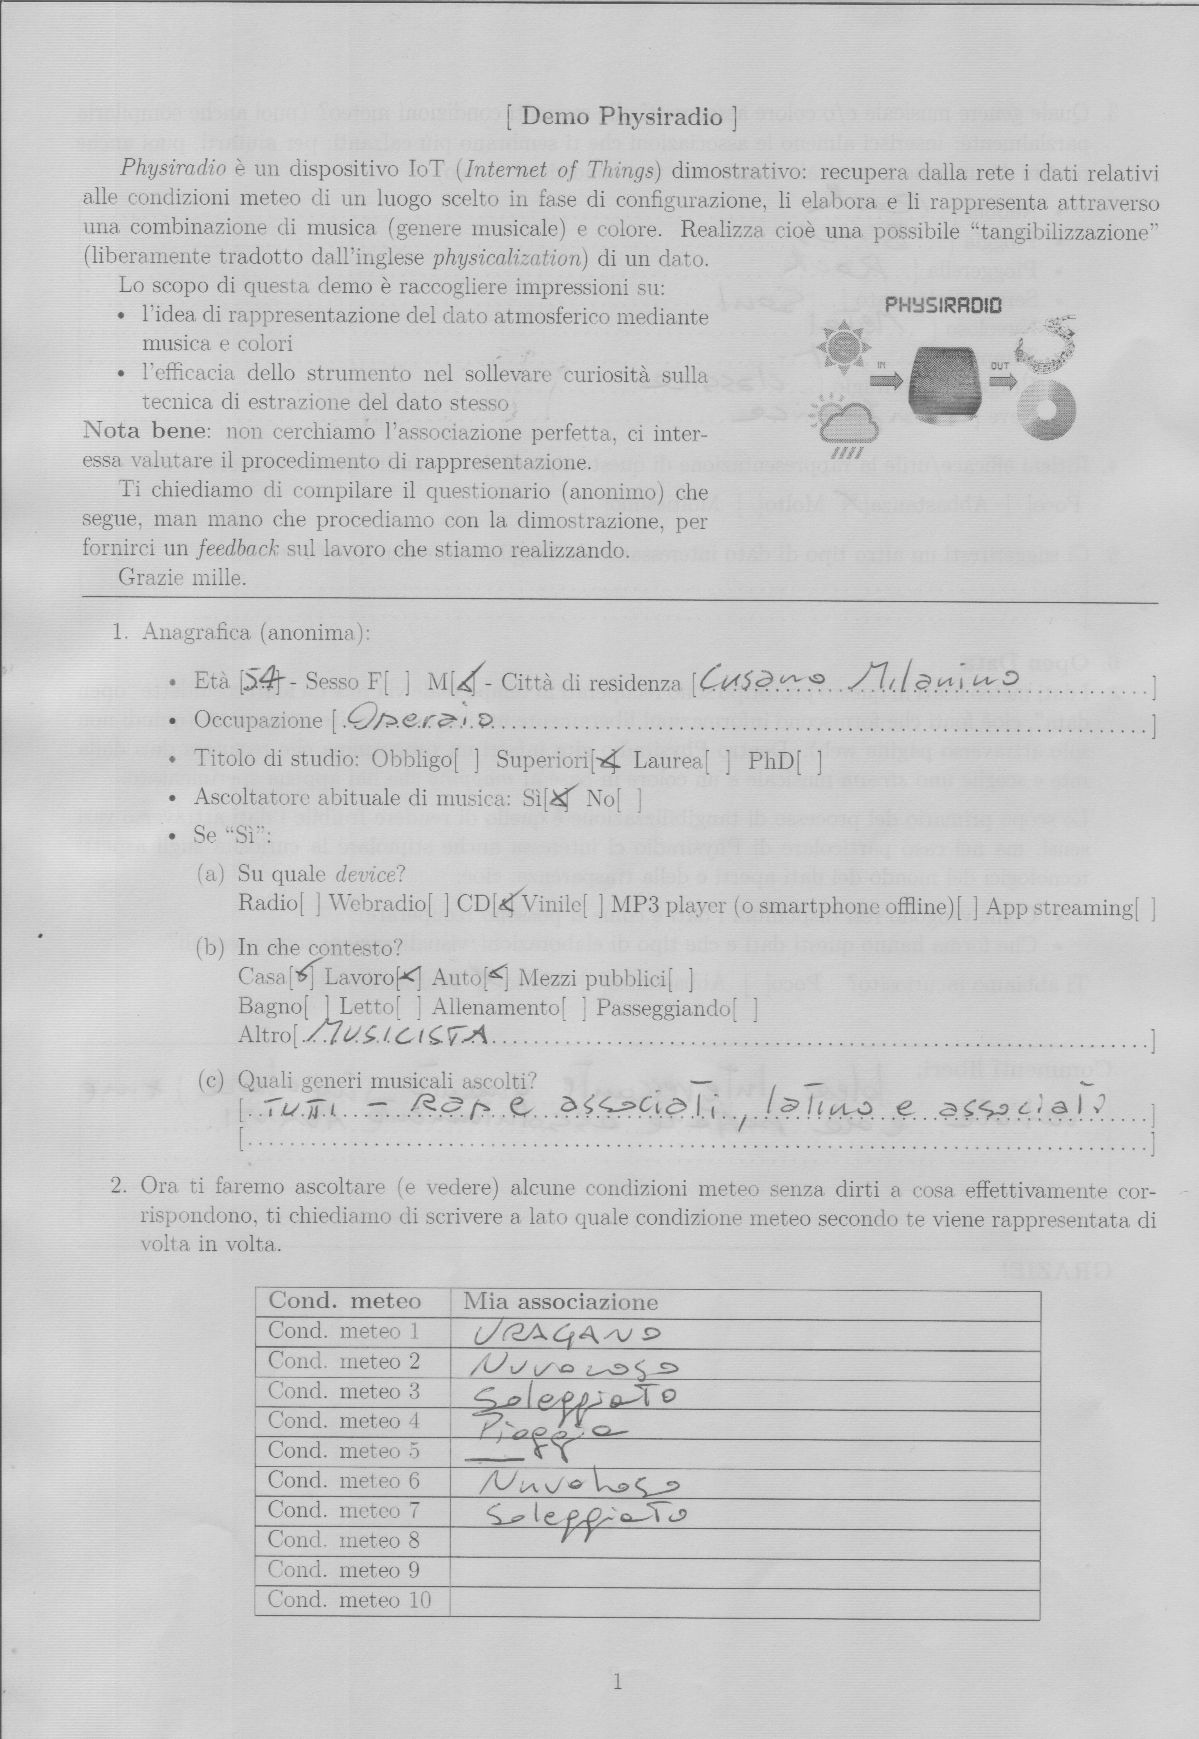 [ Demo Physiradio ]
Physiradio è un dispositivo IoT (Internet of Things) dimostrativo: recupera dalla rete i dati relativi
alle condizioni meteo di un luogo scelto in fase di configurazione, li elabora e li rappresenta attraverso
una combinazione di musica (genere musicale) e colore. Realizza cioè una possibile “tangibilizzazione”
(liberamente tradotto dall'inglese physicalization) di un dato.
Lo scopo di questa demo è raccogliere impressioni su:
• l'idea di rappresentazione del dato atmosferico mediante
musica e colori
• l'efficacia dello strumento nel sollevare curiosità sulla
tecnica di estrazione del dato stesso
Nota bene: non cerchiamo l'associazione perfetta, ci inter-
essa valutare il procedimento di rappresentazione.
Ti chiediamo di compilare il questionario (anonimo) che
segue, man mano che procediamo con la dimostrazione, per
fornirci un feedback sul lavoro che stiamo realizzando.
Grazie mille.
PHYSIRADIO
IN
OUT
1. Anagrafica (anonima):
• Età [54] - Sesso F[ ] M[x] - Città di residenza [Cusano Milanino]
• Occupazione [Operaio]
• Titolo di studio: Obbligo[ ] Superiori[x] Laurea[ ] PhD[ ]
• Ascoltatore abituale di musica: Sì[x] No[ ]
• Se “Sì”:
(a) Su quale device?
Radio[ ] Webradio[ ] CD[x] Vinile[ ] MP3 player (o smartphone offline)[ ] App streaming[ ]
(b) In che contesto?
Casa[x] Lavoro[x] Auto[x] Mezzi pubblici[ ]
Bagno[ ] Letto[ ] Allenamento[ ] Passeggiando[ ]
Altro[MUSICISTA]
(c) Quali generi musicali ascolti?
[TUTTI - Rap e associati, latino e associati]
[ ]
2. Ora ti faremo ascoltare (e vedere) alcune condizioni meteo senza dirti a cosa effettivamente cor-
rispondono, ti chiediamo di scrivere a lato quale condizione meteo secondo te viene rappresentata di
volta in volta.
Cond. meteo Mia associazione
Cond. meteo 1 URAGANO
Cond. meteo 2 Nuvoloso
Cond. meteo 3 Soleggiato
Cond. meteo 4 Pioggia
Cond. meteo 5
Cond. meteo 6 Nuvoloso
Cond. meteo 7 Soleggiato
Cond. meteo 8
Cond. meteo 9
Cond. meteo 10
1